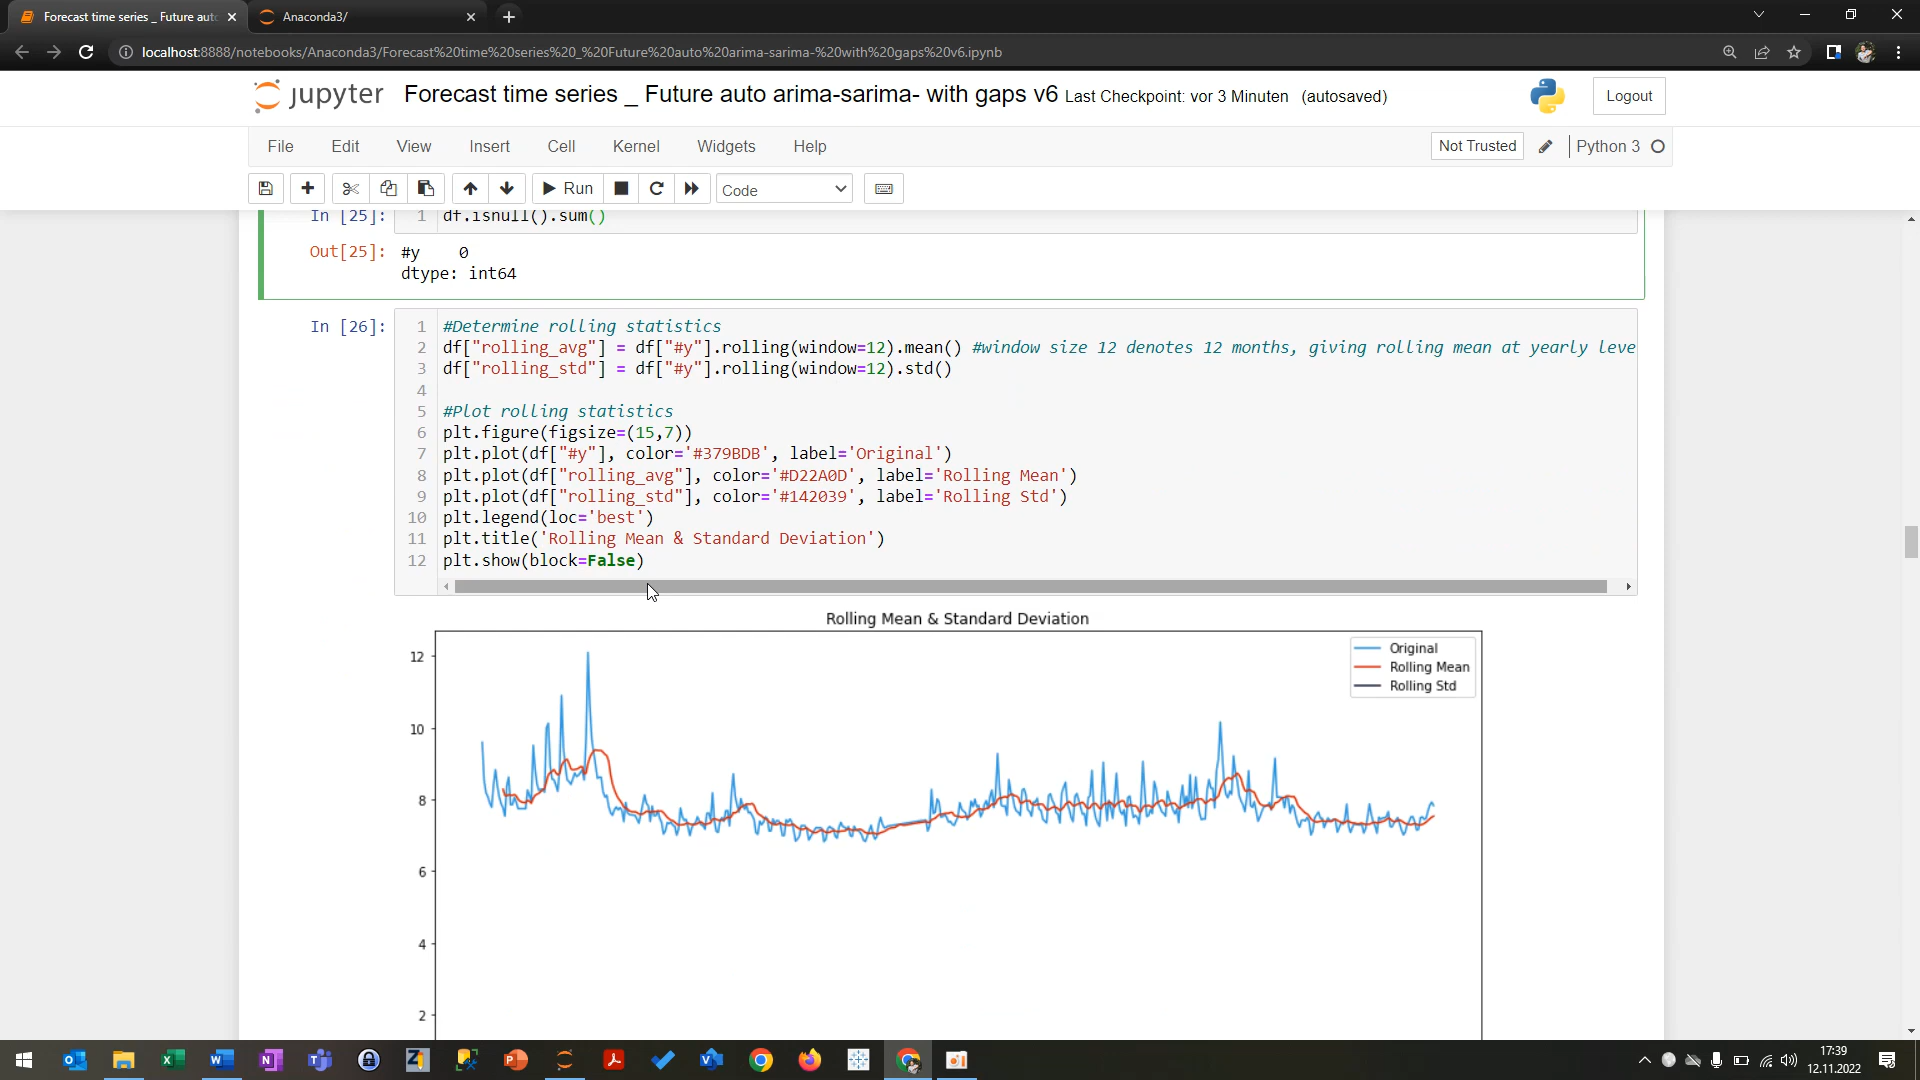 Forecast time series _ Future auto
Anaconda3/
localhost:8888/notebooks/Anaconda3/Forecast%20time%20series%20_%20Future%20auto%20arima-sarima-%20with%20gaps%20v6.ipynb
jupyter Forecast time series _ Future auto arima-sarima- with gaps v6 Last Checkpoint: vor 3 Minuten (autosaved)
Logout
File Edit View Insert Cell Kernel Widgets Help
Not Trusted Python 3
Run Code
In [25]: 1 df.isnull().sum()
Out[25]: #y 0
dtype: int64
In [26]: 1 #Determine rolling statistics
2 df["rolling_avg"] = df["#y"].rolling(window=12).mean() #window size 12 denotes 12 months, giving rolling mean at yearly leve
3 df["rolling_std"] = df["#y"].rolling(window=12).std()
4
5 #Plot rolling statistics
6 plt.figure(figsize=(15,7))
7 plt.plot(df["#y"], color='#379BDB', label='Original')
8 plt.plot(df["rolling_avg"], color='#D22A0D', label='Rolling Mean')
9 plt.plot(df["rolling_std"], color='#142039', label='Rolling Std')
10 plt.legend(loc='best')
11 plt.title('Rolling Mean & Standard Deviation')
12 plt.show(block=False)
Rolling Mean & Standard Deviation
Original
Rolling Mean
Rolling Std
12
10
8
6
4
2
17:39
12.11.2022